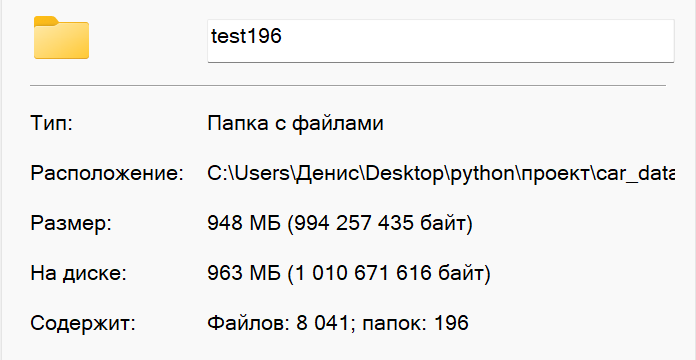 test196
Тип: Папка с файлами
Расположение: C:\Users\Денис\Desktop\python\проект\car_data
Размер: 948 МБ (994 257 435 байт)
На диске: 963 МБ (1 010 671 616 байт)
Содержит: Файлов: 8 041; папок: 196